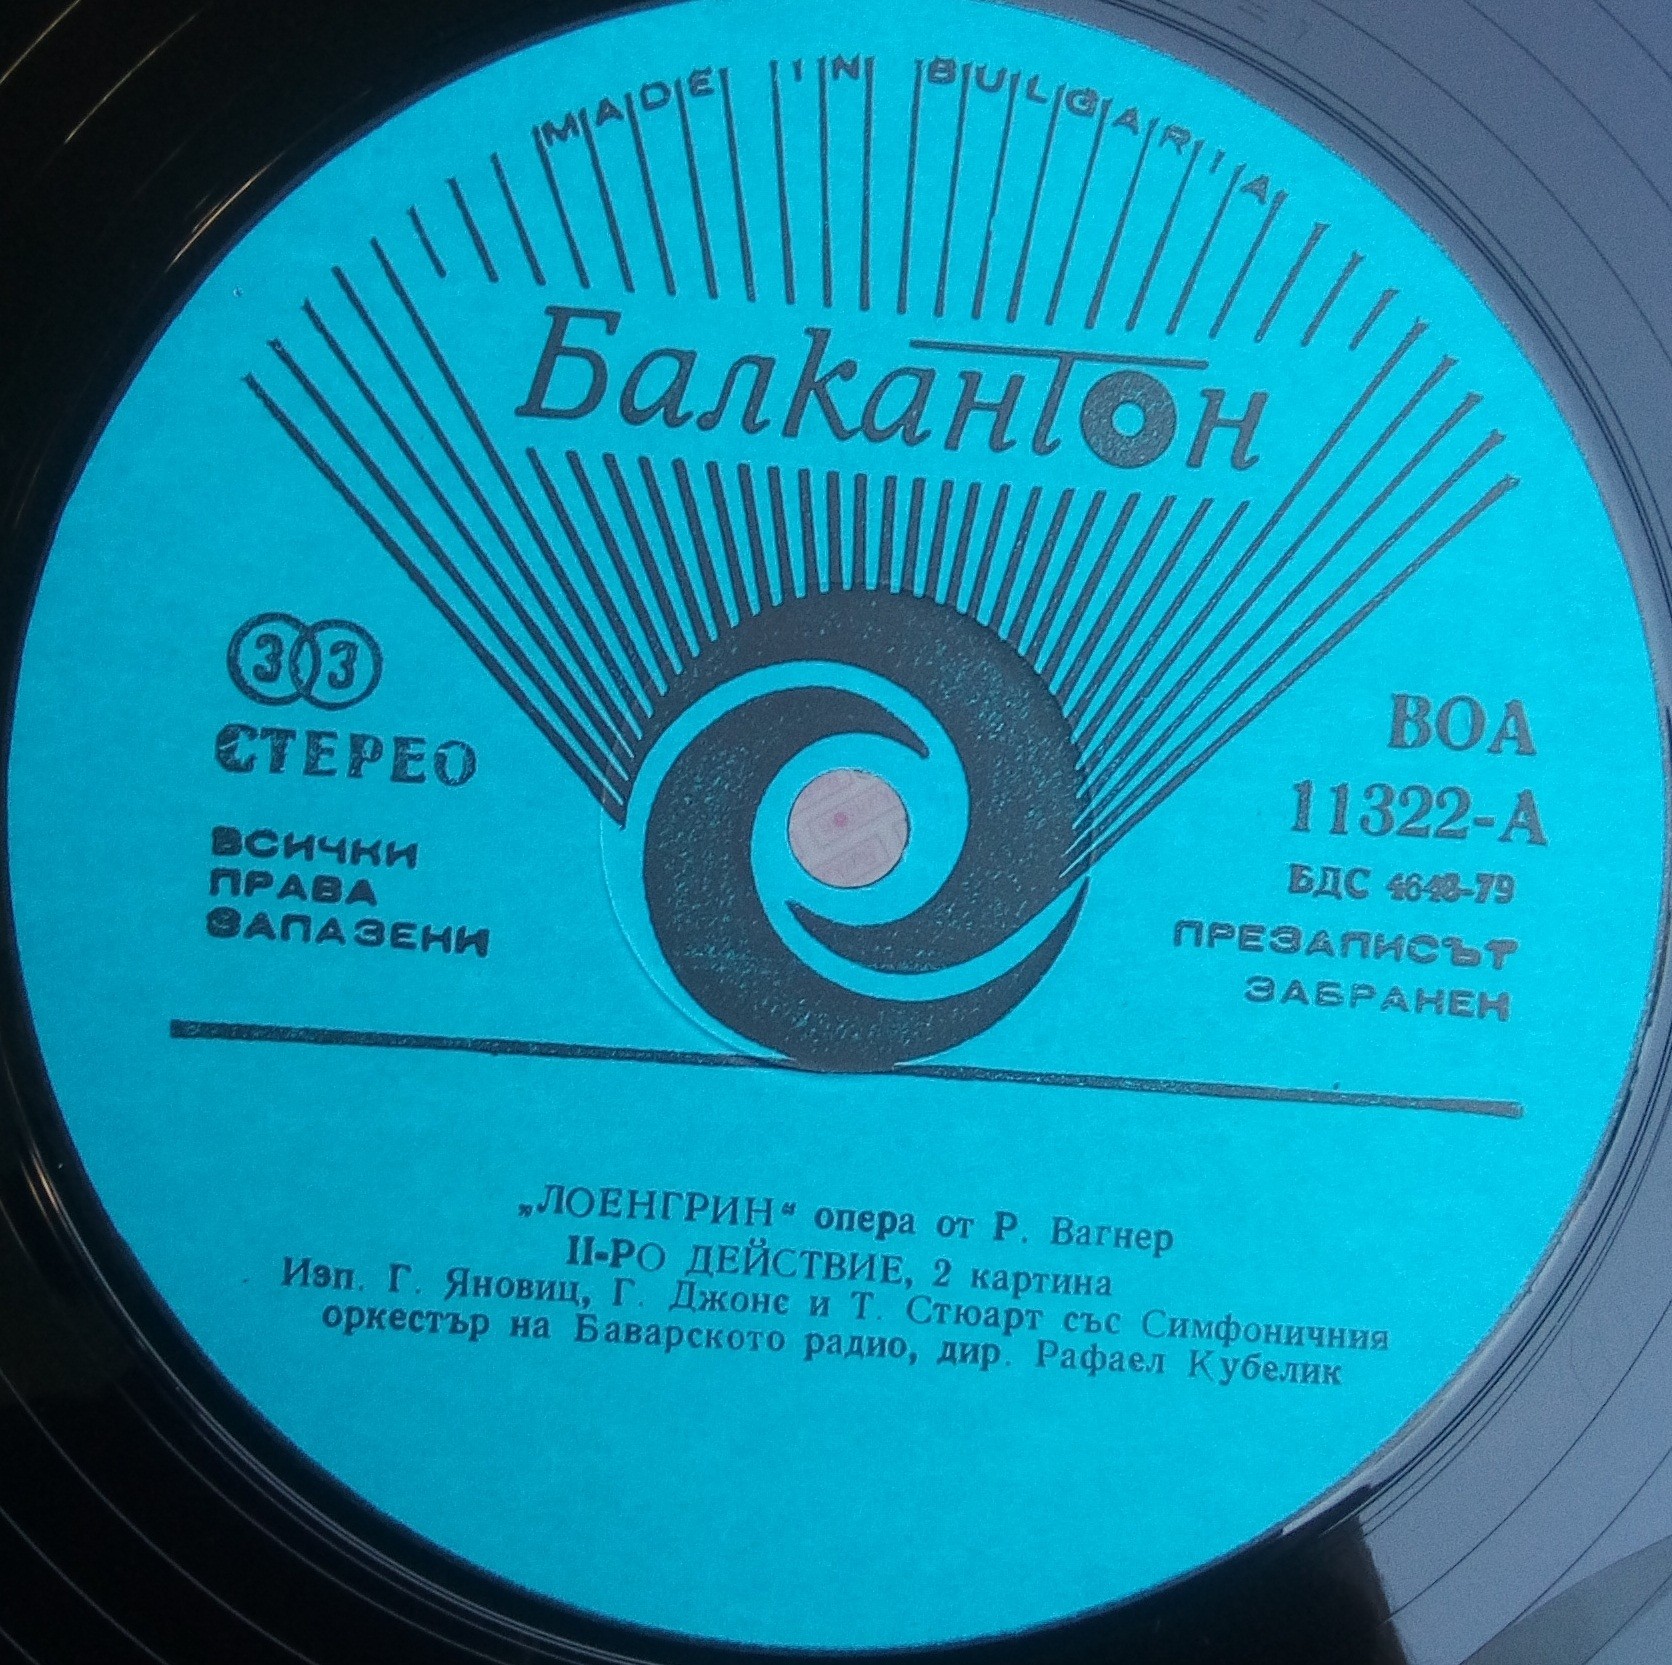 MADE IN BULGARIA
Балкантон
33
СТЕРЕО
ВСИЧКИ
ПРАВА
ЗАПАЗЕНИ
ВОА
11322-А
БДС 4648-79
ПРЕЗАПИСЪТ
ЗАБРАНЕН
„ЛОЕНГРИН“ опера от Р. Вагнер
II-РО ДЕЙСТВИЕ, 2 картина
Изп. Г. Яновиц, Г. Джонс и Т. Стюарт със Симфоничния
оркестър на Баварското радио, дир. Рафаел Кубелик